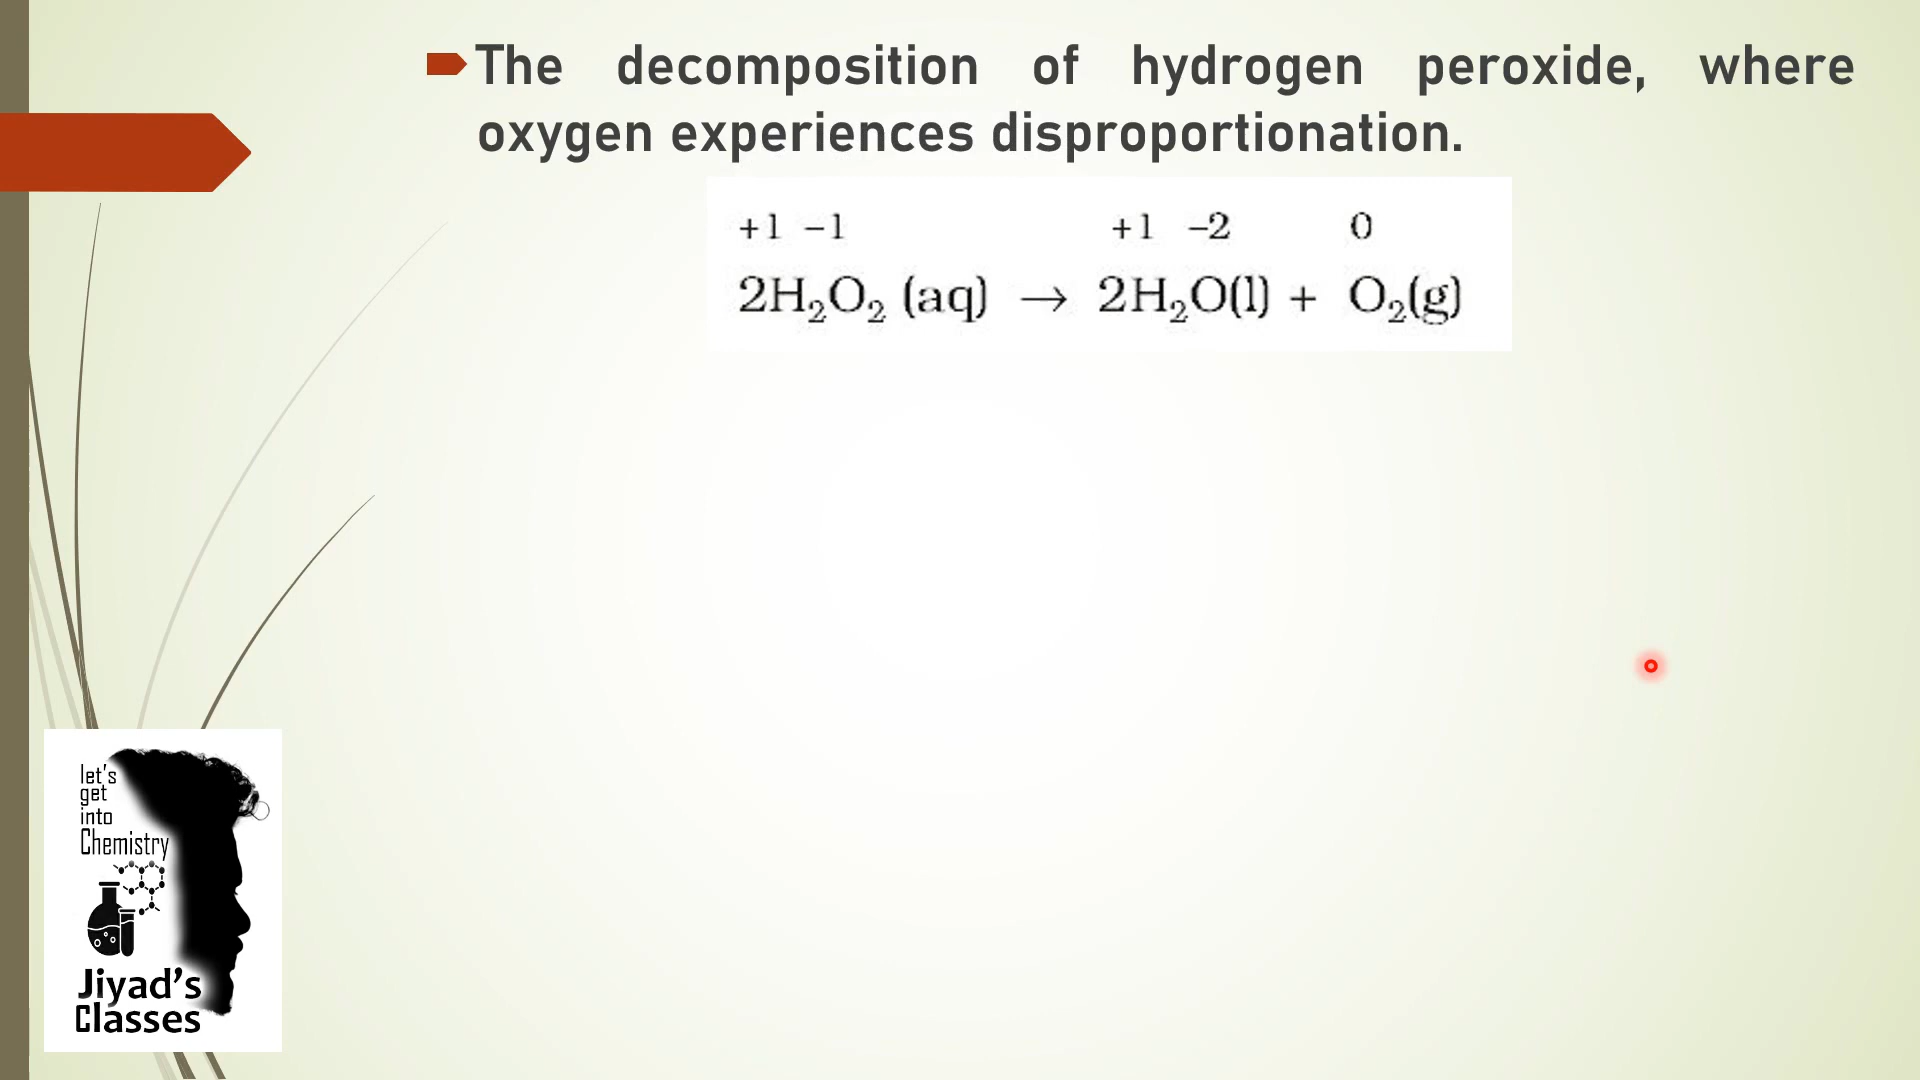 The decomposition of hydrogen peroxide, where
oxygen experiences disproportionation.
+1 –1 +1 –2 0
2H₂O₂ (aq) → 2H₂O(l) + O₂(g)
let's
get
into
Chemistry
Jiyad's
Classes